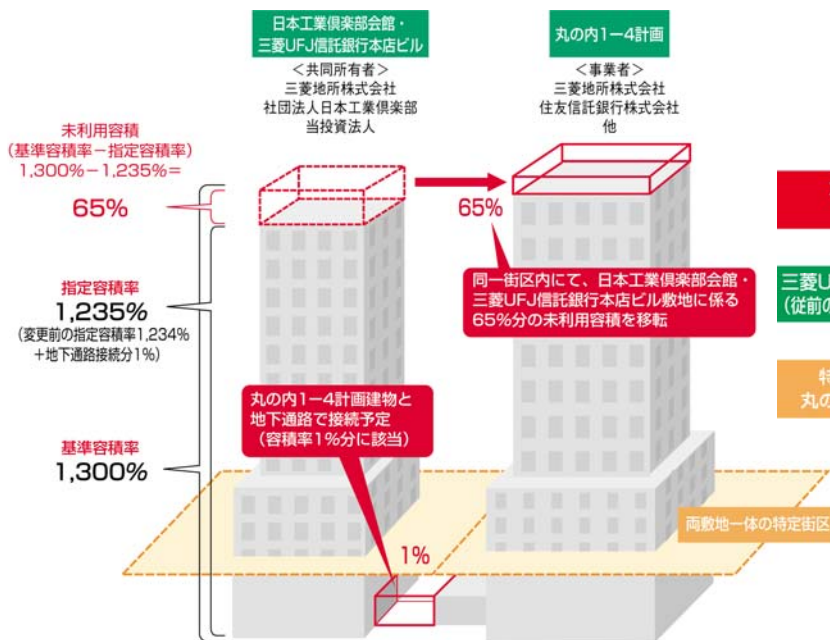 日本工業倶楽部会館・
三菱UFJ信託銀行本店ビル
＜共同所有者＞
三菱地所株式会社
社団法人日本工業倶楽部
当投資法人
丸の内1ー4計画
＜事業者＞
三菱地所株式会社
住友信託銀行株式会社
他
未利用容積
（基準容積率－指定容積率）
1,300%－1,235%＝
65%
65%
同一街区内にて、日本工業倶楽部会館・
三菱UFJ信託銀行本店ビル敷地に係る
65%分の未利用容積を移転
指定容積率
1,235%
（変更前の指定容積率1,234%
＋地下通路接続分1%）
丸の内1ー4計画建物と
地下通路で接続予定
（容積率1%分に該当）
基準容積率
1,300%
1%
両敷地一体の特定街区
三菱U
（従前の
特
丸の